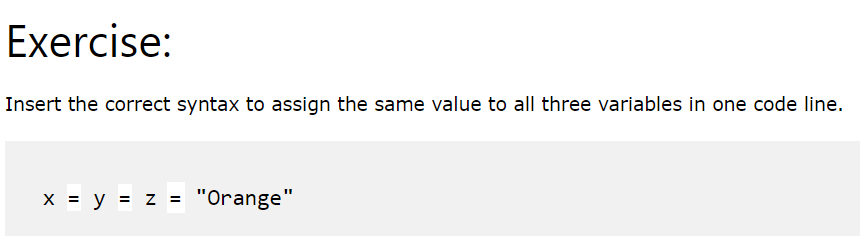 Exercise:
Insert the correct syntax to assign the same value to all three variables in one code line.
x = y = z = "Orange"